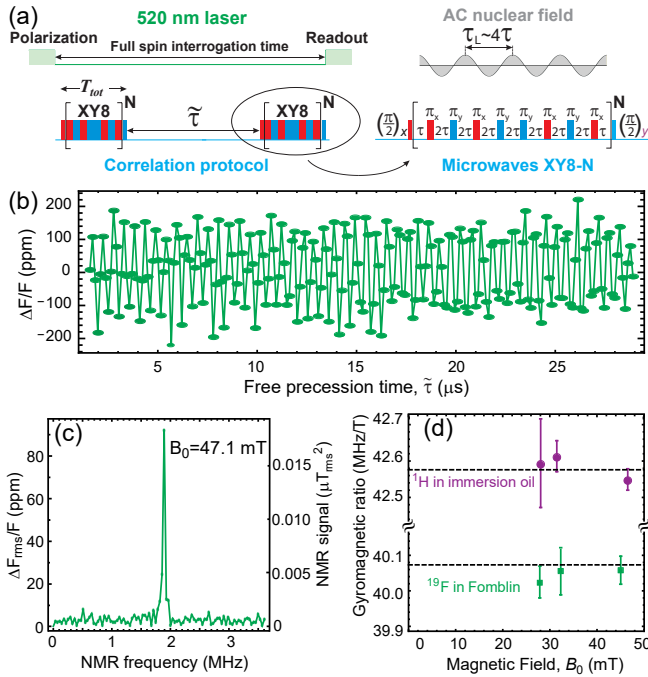 (a)
520 nm laser
AC nuclear field
Polarization
Readout
Full spin interrogation time
τL~4τ
Ttot
XY8
N
τ̃
XY8
N
(π/2)x
τ πx 2τ πy 2τ πx 2τ πy 2τ πy 2τ πx 2τ πy 2τ πx τ
N
(π/2)y
Correlation protocol
Microwaves XY8-N
(b)
ΔF/F (ppm)
200
100
0
−100
−200
5 10 15 20 25
Free precession time, τ̃ (μs)
(c)
B0=47.1 mT
ΔFrms/F (ppm)
80
60
40
20
0
NMR signal (μTrms²)
0.015
0.010
0.005
0
0 1 2 3
NMR frequency (MHz)
(d)
Gyromagnetic ratio (MHz/T)
42.7
42.6
42.5
40.1
40.0
39.9
¹H in immersion oil
¹⁹F in Fomblin
0 10 20 30 40 50
Magnetic Field, B0 (mT)